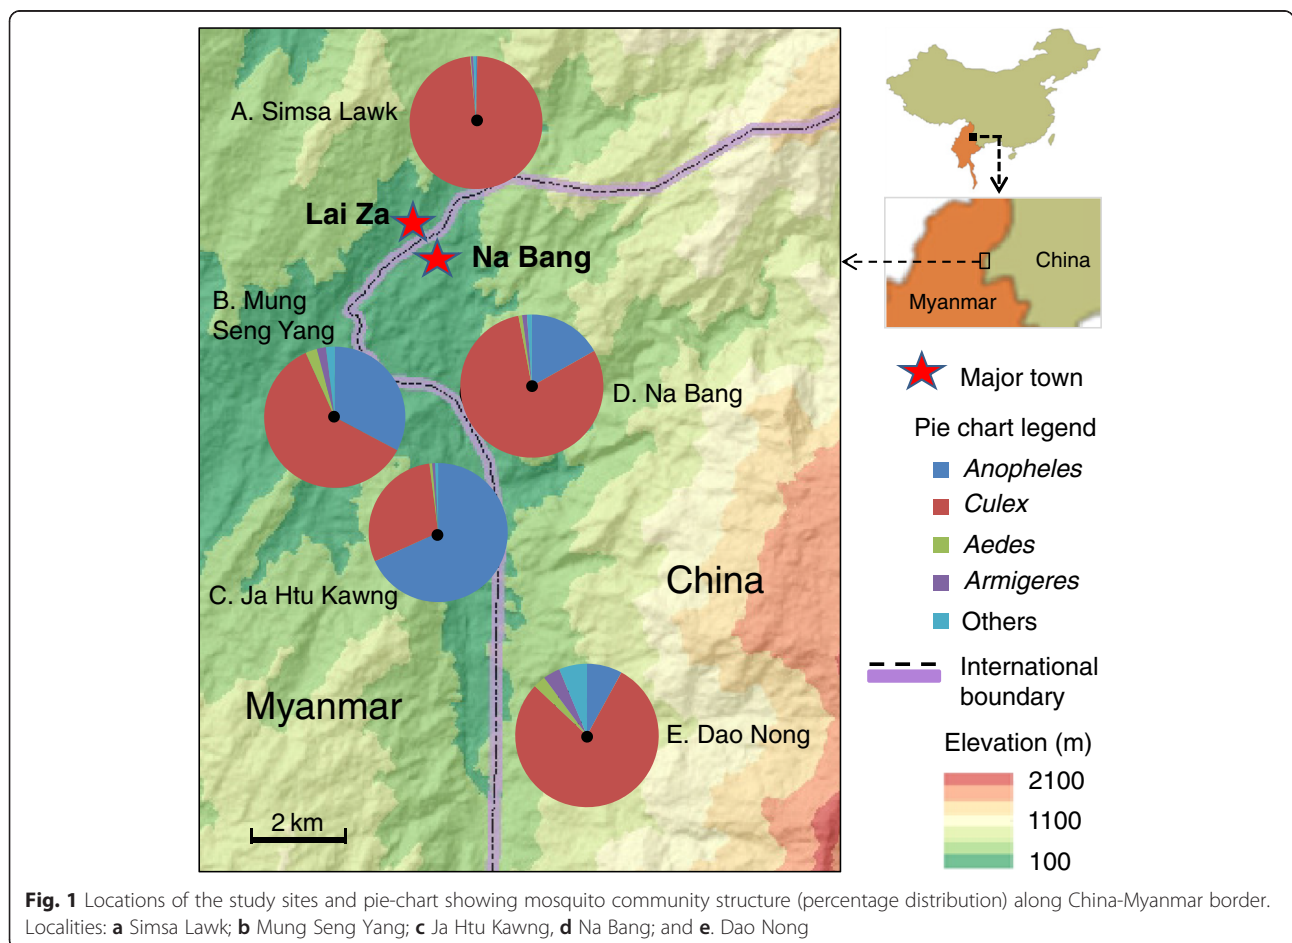 A. Simsa Lawk
Lai Za
Na Bang
B. Mung
Seng Yang
D. Na Bang
C. Ja Htu Kawng
China
Myanmar
E. Dao Nong
2 km
China
Myanmar
Major town
Pie chart legend
Anopheles
Culex
Aedes
Armigeres
Others
International
boundary
Elevation (m)
2100
1100
100
Fig. 1 Locations of the study sites and pie-chart showing mosquito community structure (percentage distribution) along China-Myanmar border.
Localities: a Simsa Lawk; b Mung Seng Yang; c Ja Htu Kawng, d Na Bang; and e. Dao Nong